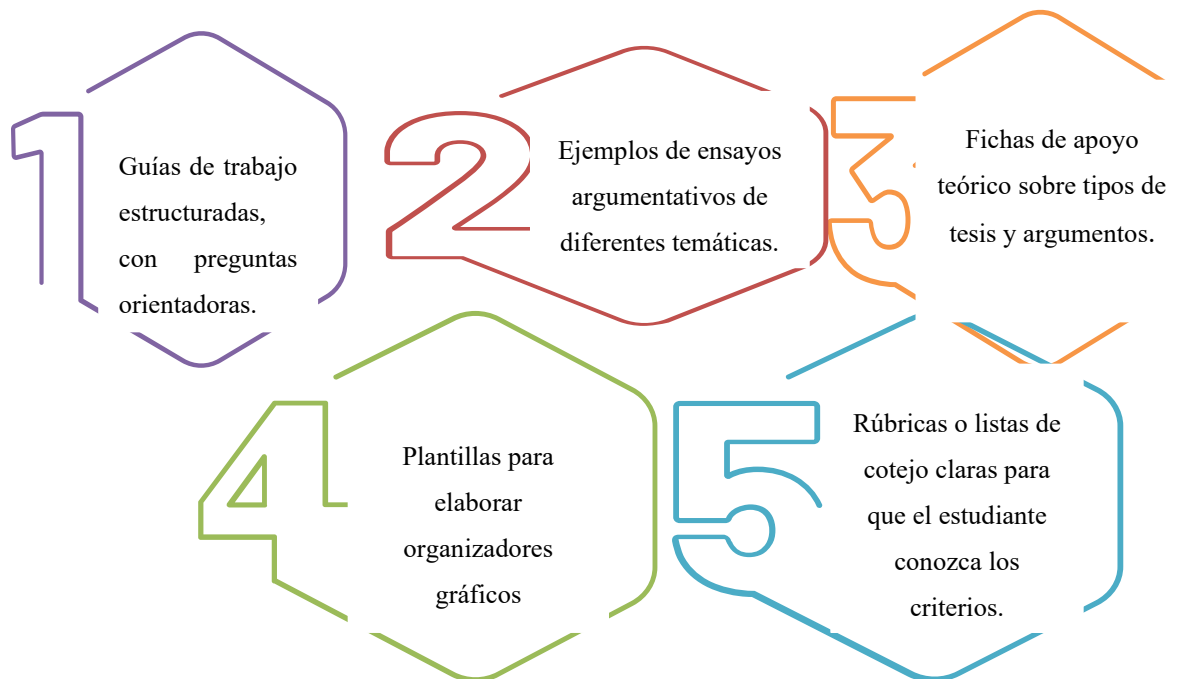 1
Guías de trabajo
estructuradas,
con preguntas
orientadoras.
2
Ejemplos de ensayos
argumentativos de
diferentes temáticas.
3
Fichas de apoyo
teórico sobre tipos de
tesis y argumentos.
4
Plantillas para
elaborar
organizadores
gráficos
5
Rúbricas o listas de
cotejo claras para
que el estudiante
conozca los
criterios.